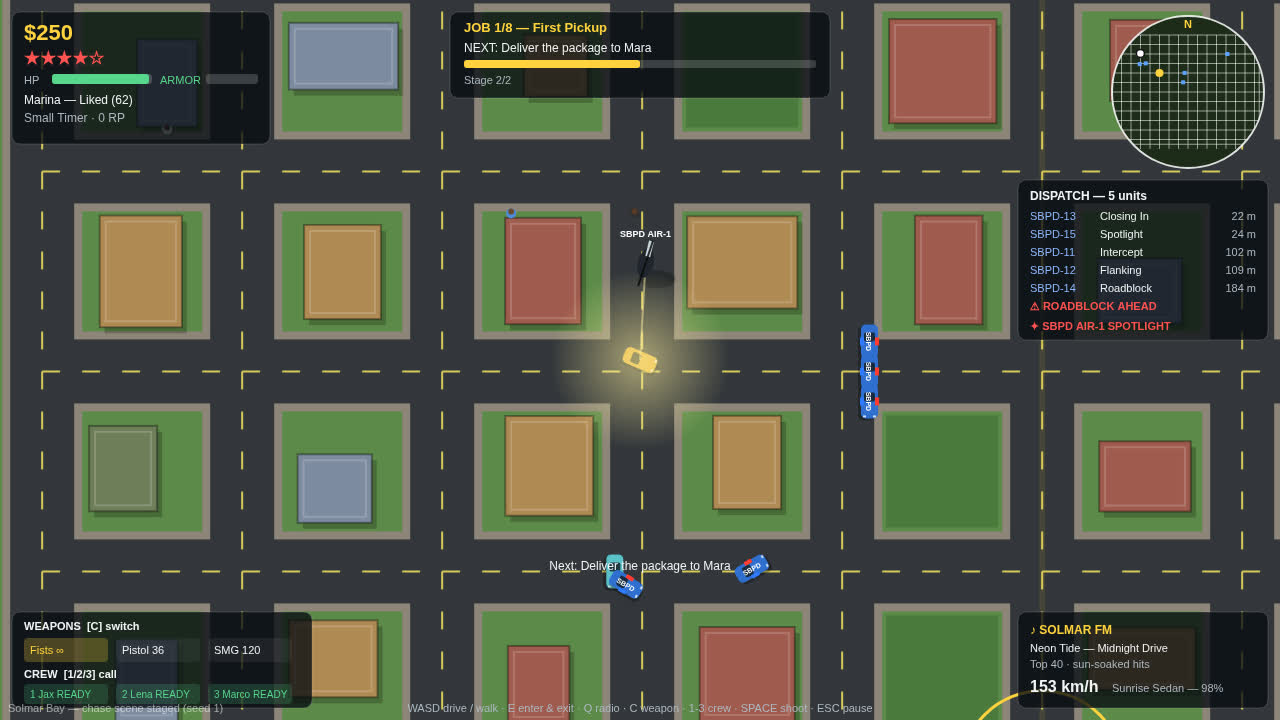 $250
★★★★☆
HP ARMOR
Marina — Liked (62)
Small Timer · 0 RP
JOB 1/8 — First Pickup
NEXT: Deliver the package to Mara
Stage 2/2
N
DISPATCH — 5 units
SBPD-13 Closing In 22 m
SBPD-15 Spotlight 24 m
SBPD-11 Intercept 102 m
SBPD-12 Flanking 109 m
SBPD-14 Roadblock 184 m
⚠ ROADBLOCK AHEAD
✦ SBPD AIR-1 SPOTLIGHT
SBPD AIR-1
SBPD
SBPD
SBPD
Next: Deliver the package to Mara
SBPD
SBPD
WEAPONS [C] switch
Fists ∞ Pistol 36 SMG 120
CREW [1/2/3] call
1 Jax READY 2 Lena READY 3 Marco READY
♪ SOLMAR FM
Neon Tide — Midnight Drive
Top 40 · sun-soaked hits
153 km/h Sunrise Sedan — 98%
Solmar Bay — chase scene staged (seed 1)
WASD drive / walk · E enter & exit · Q radio · C weapon · 1-3 crew · SPACE shoot · ESC pause